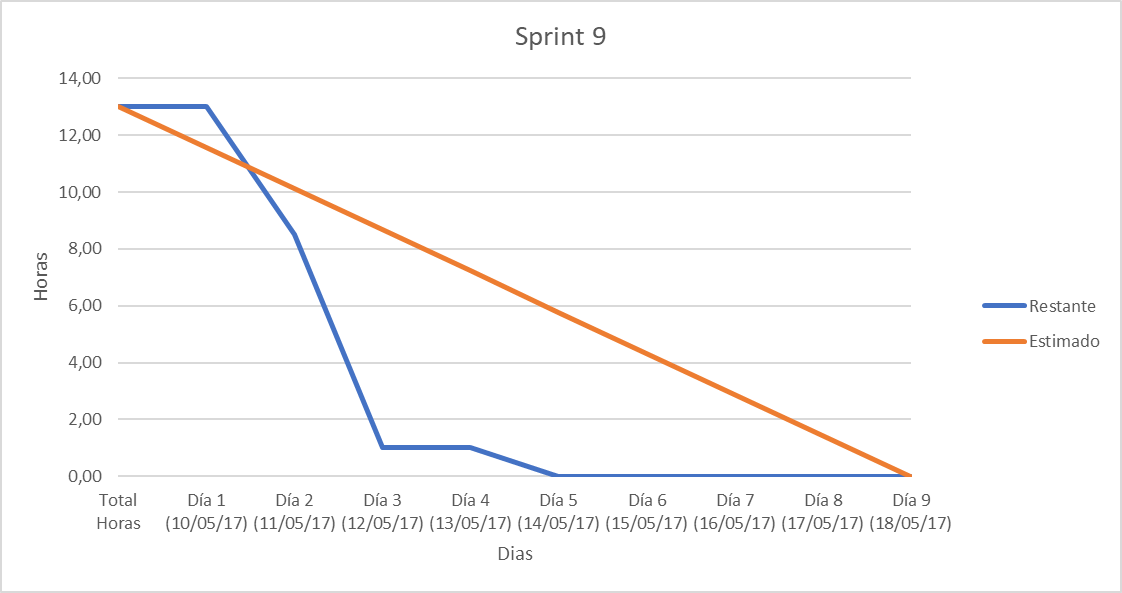 Sprint 9
14,00
12,00
10,00
8,00
6,00
4,00
2,00
0,00
Horas
Total Horas
Día 1 (10/05/17)
Día 2 (11/05/17)
Día 3 (12/05/17)
Día 4 (13/05/17)
Día 5 (14/05/17)
Día 6 (15/05/17)
Día 7 (16/05/17)
Día 8 (17/05/17)
Día 9 (18/05/17)
Dias
Restante
Estimado